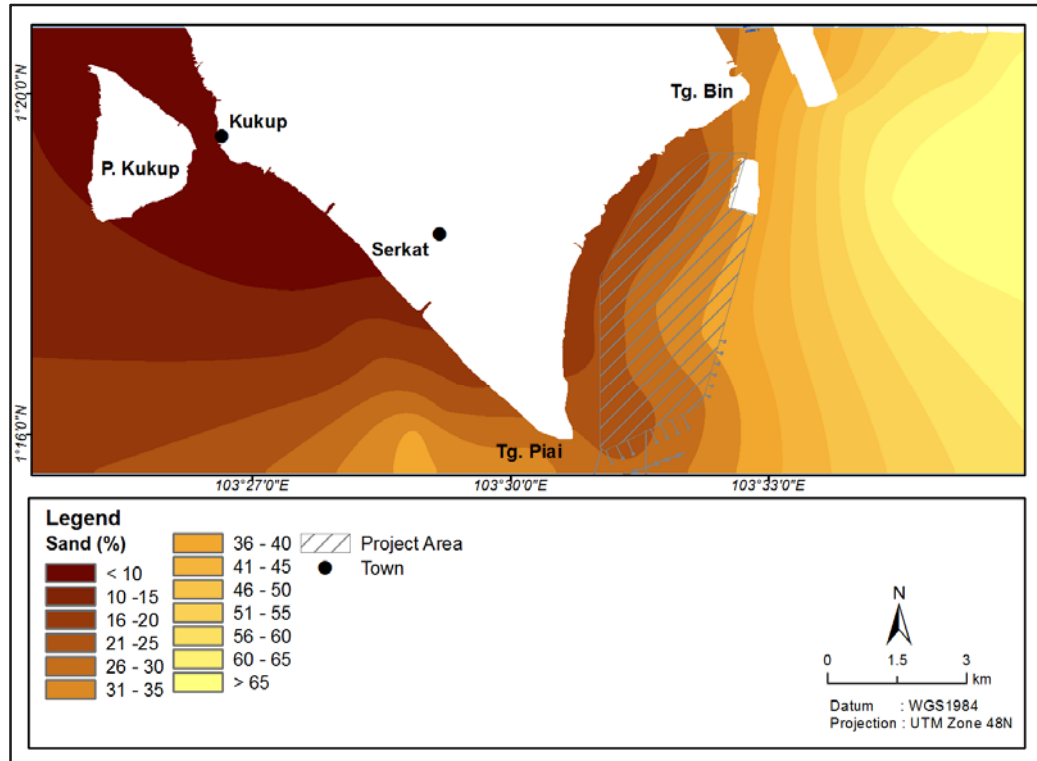 1°20'0"N
Tg. Bin
Kukup
P. Kukup
Serkat
1°16'0"N
Tg. Piai
103°27'0"E
103°30'0"E
103°33'0"E
Legend
Sand (%)
< 10
10 -15
16 -20
21 -25
26 - 30
31 - 35
36 - 40
41 - 45
46 - 50
51 - 55
56 - 60
60 - 65
> 65
Project Area
Town
N
0 1.5 3
km
Datum : WGS1984
Projection : UTM Zone 48N